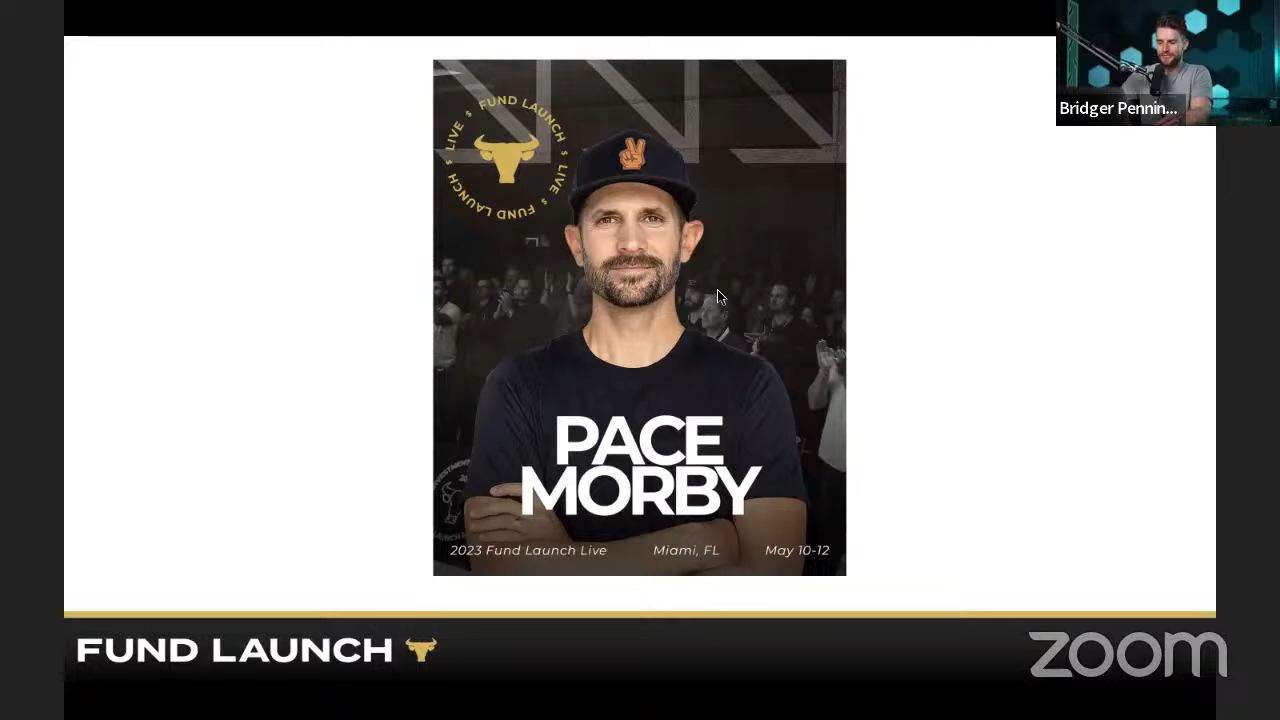 Bridger Pennin...
FUND LAUNCH $ LIVE $ FUND LAUNCH $ LIVE $
PACE
MORBY
2023 Fund Launch Live Miami, FL May 10-12
FUND LAUNCH
zoom